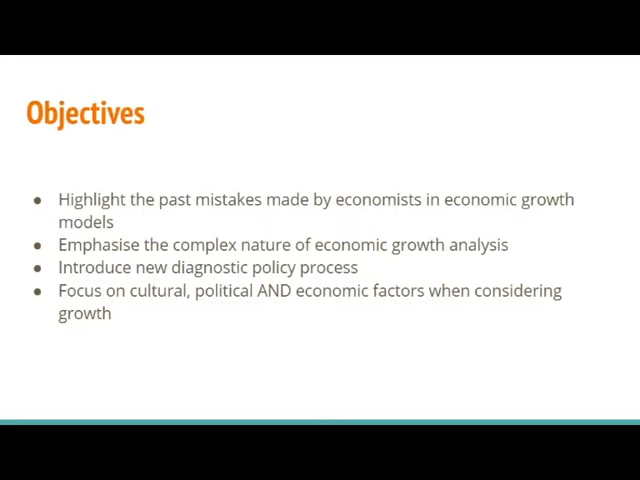 Objectives
● Highlight the past mistakes made by economists in economic growth
models
● Emphasise the complex nature of economic growth analysis
● Introduce new diagnostic policy process
● Focus on cultural, political AND economic factors when considering
growth